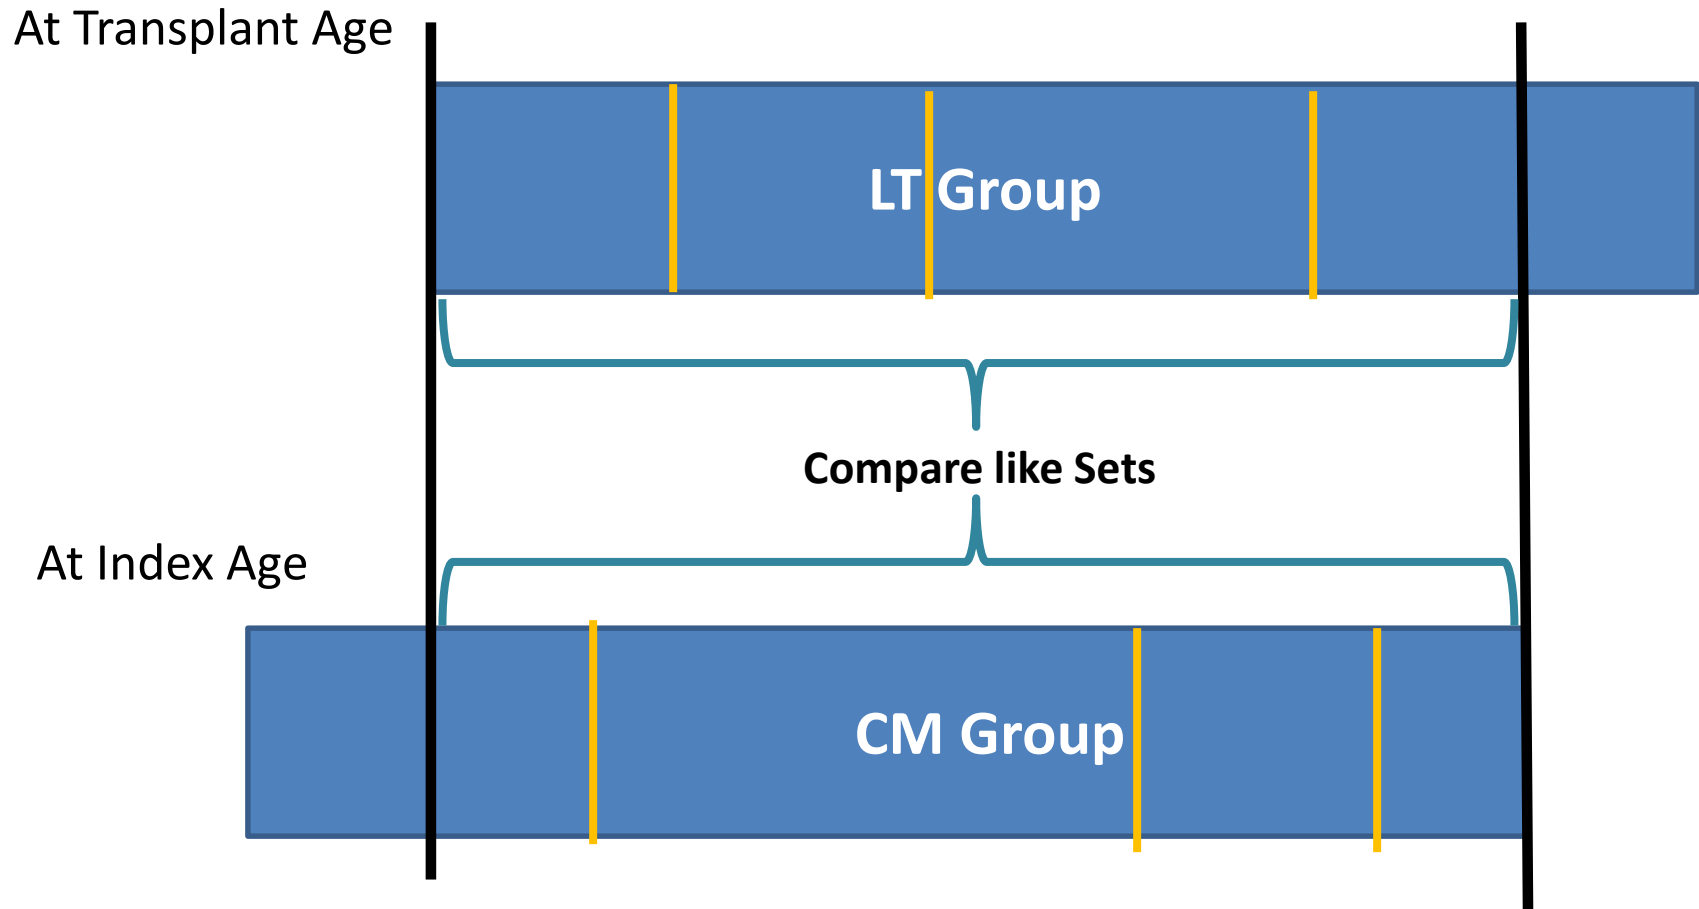 At Transplant Age
LT Group
Compare like Sets
At Index Age
CM Group